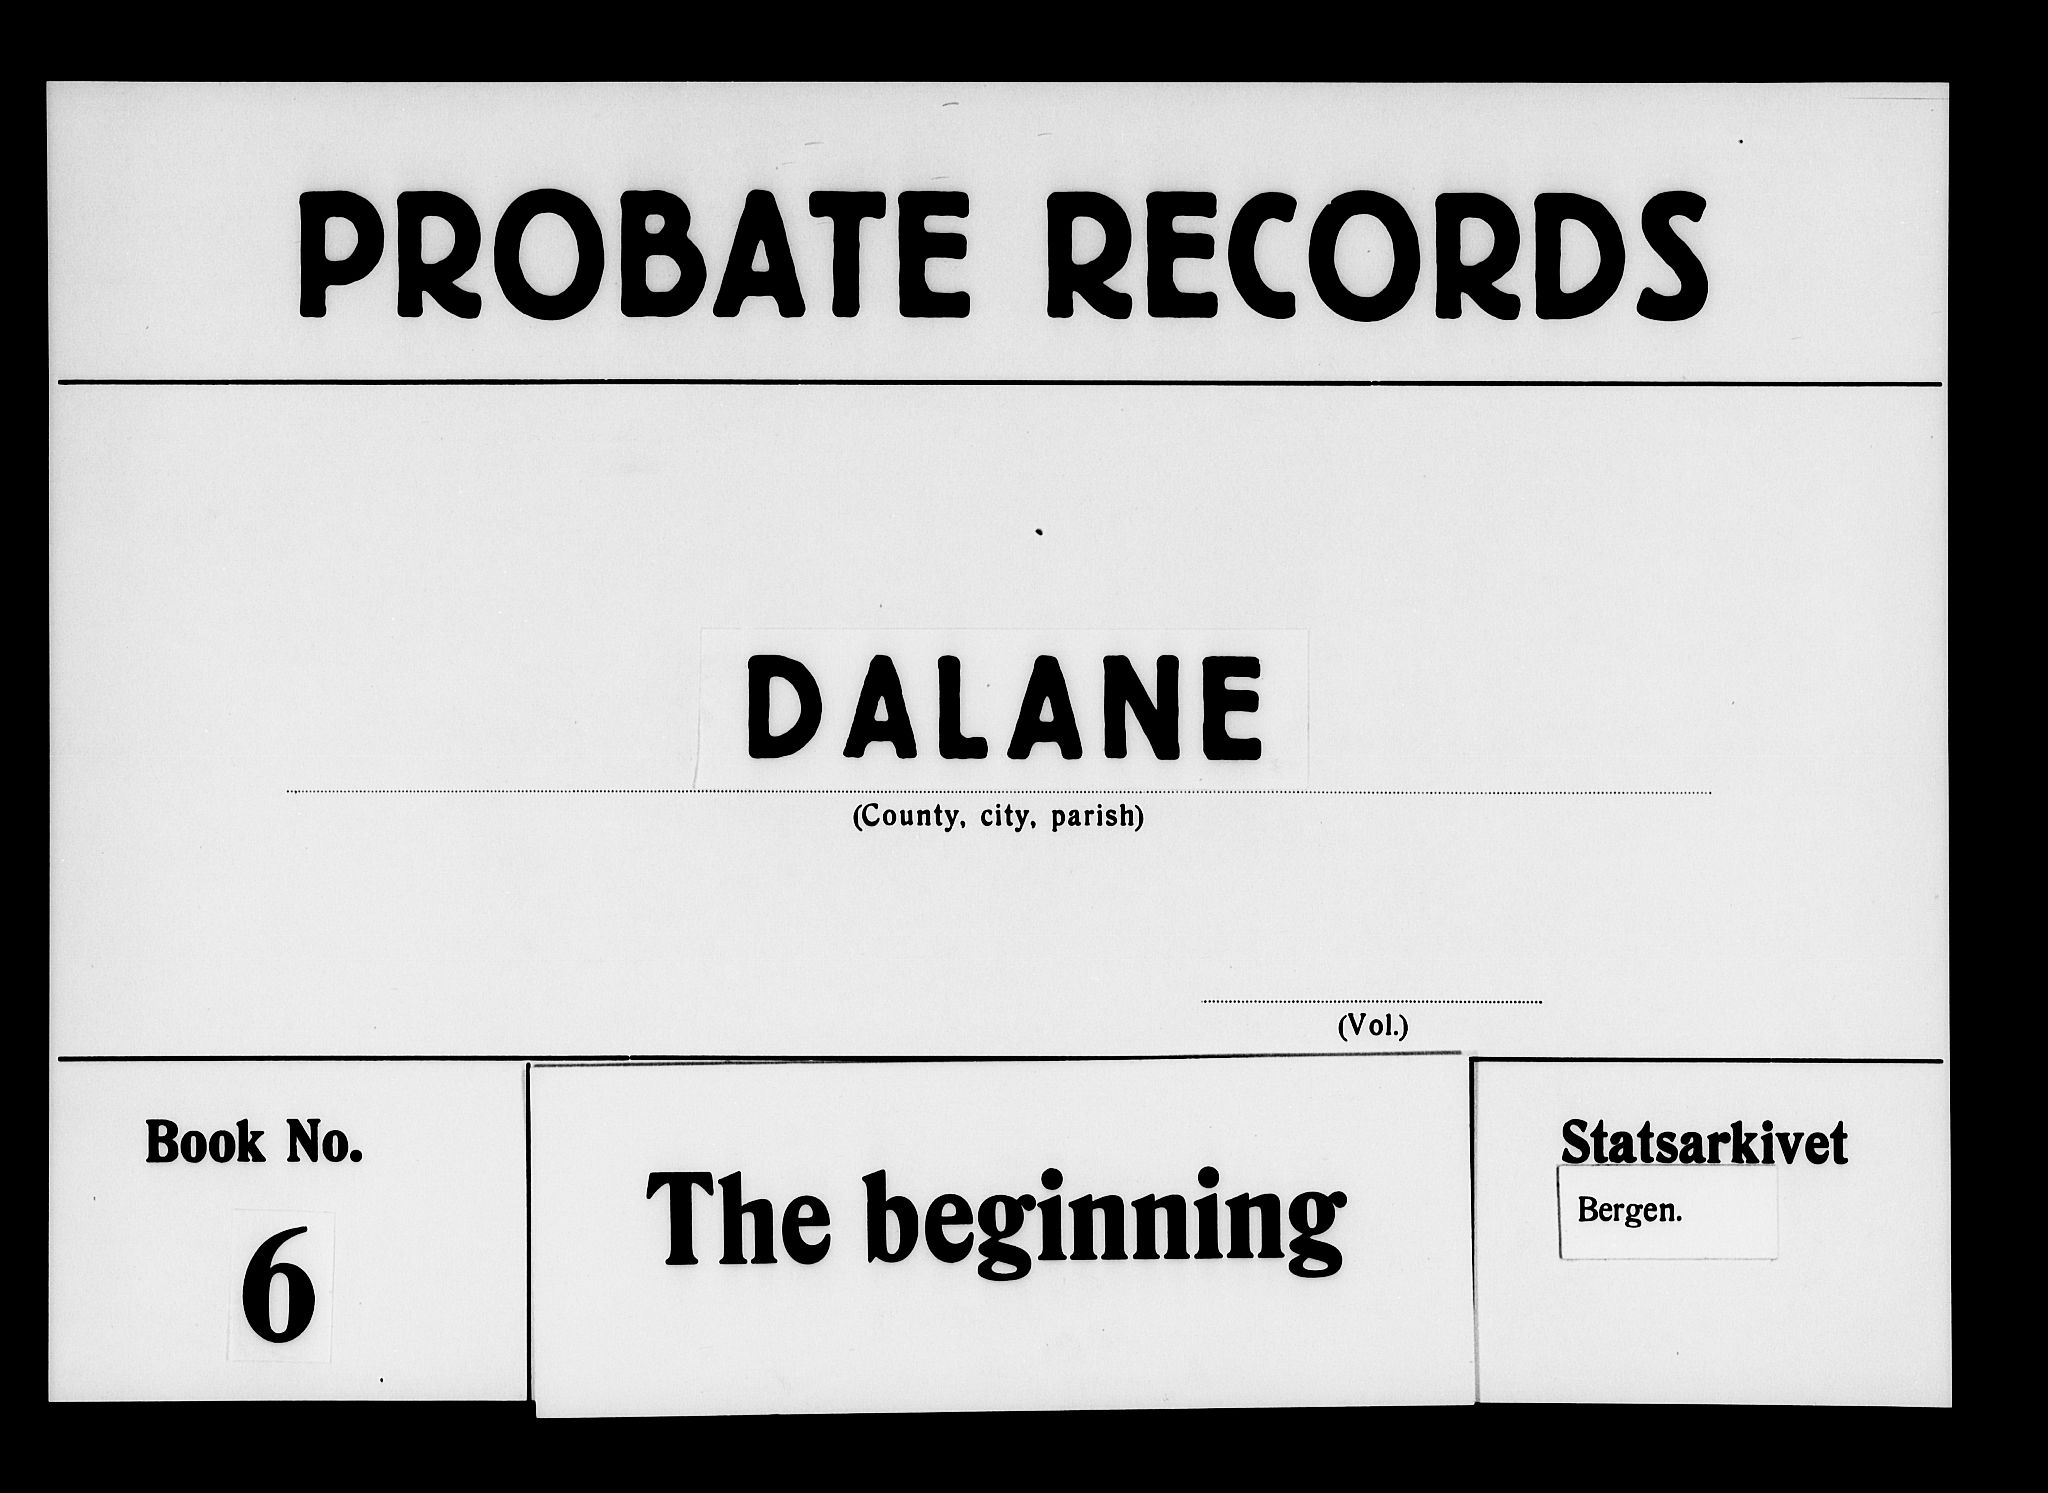 PROBATE RECORDS
DALANE
(County, city, parish)
(Vol.)
Book No.
6
The beginning
Statsarkivet
Bergen.